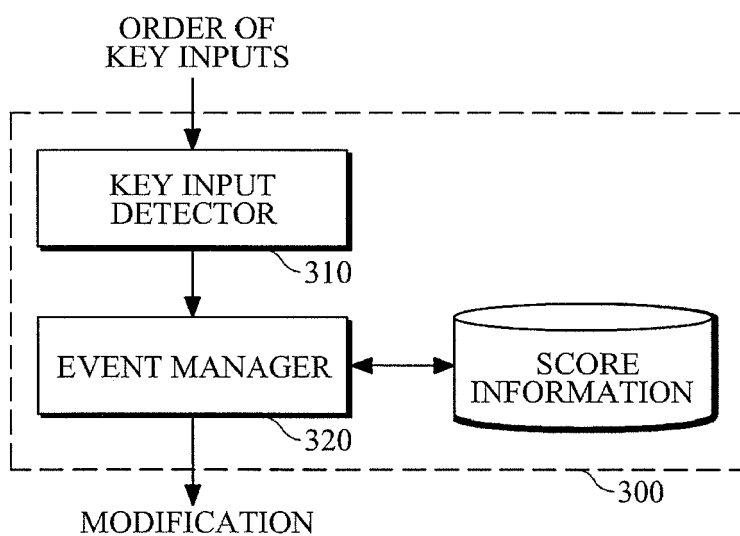 ORDER OF
KEY INPUTS
KEY INPUT
DETECTOR
310
EVENT MANAGER
320
SCORE
INFORMATION
300
MODIFICATION